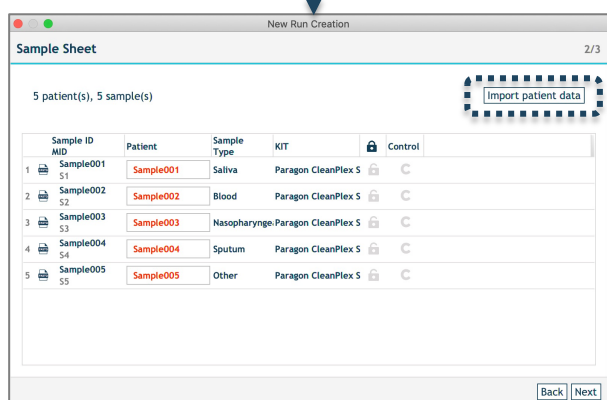 New Run Creation
Sample Sheet 2/3
5 patient(s), 5 sample(s)
Import patient data
Sample ID MID Patient Sample Type KIT Control
1 Sample001 S1 Sample001 Saliva Paragon CleanPlex S C
2 Sample002 S2 Sample002 Blood Paragon CleanPlex S C
3 Sample003 S3 Sample003 Nasopharynge Paragon CleanPlex S C
4 Sample004 S4 Sample004 Sputum Paragon CleanPlex S C
5 Sample005 S5 Sample005 Other Paragon CleanPlex S C
Back Next